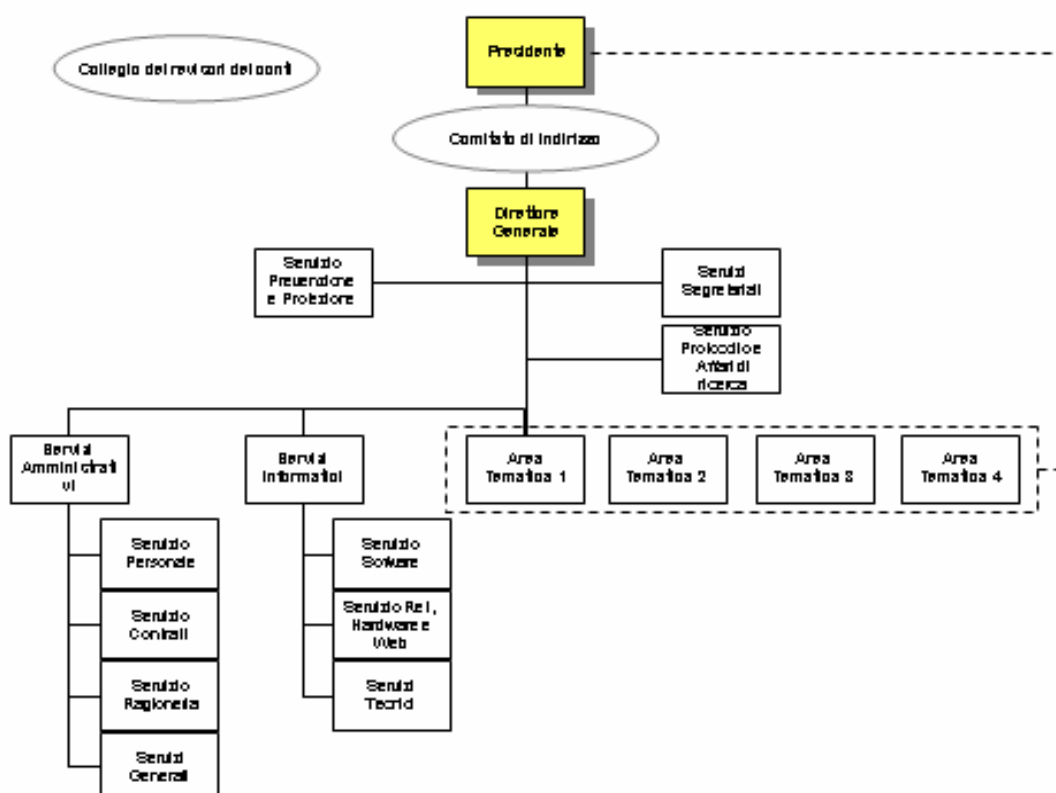 Presidente
Collegio dei revisori dei conti
Comitato di indirizzo
Direttore
Generale
Servizio
Prevenzione
e Protezione
Servizi
Segretariali
Servizio
Protocollo e
Affari di
ricerca
Servizi
Amministrati
vi
Servizi
Informatici
Area
Tematica 1
Area
Tematica 2
Area
Tematica 3
Area
Tematica 4
Servizio
Personale
Servizio
Contratti
Servizio
Ragioneria
Servizi
Generali
Servizio
Sofware
Servizio Reti,
Hardware e
Web
Servizi
Tecnici